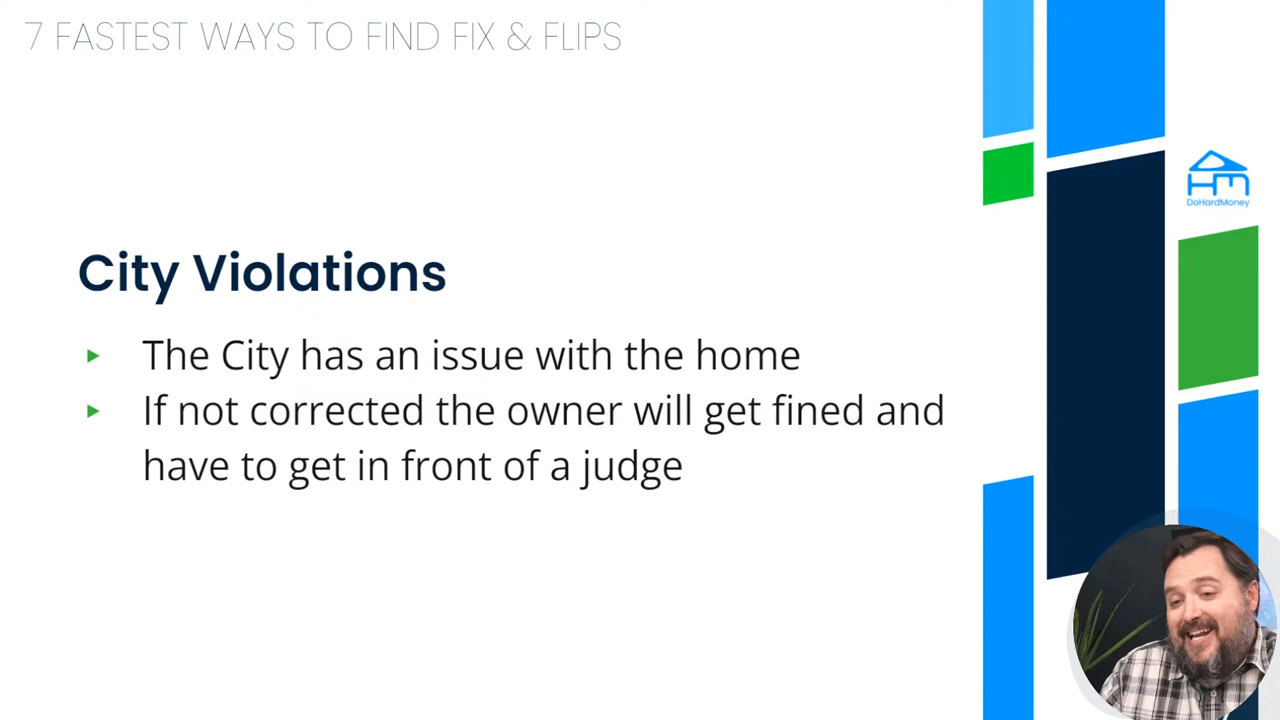 7 FASTEST WAYS TO FIND FIX & FLIPS
DHM
DoHardMoney
City Violations
The City has an issue with the home
If not corrected the owner will get fined and
have to get in front of a judge